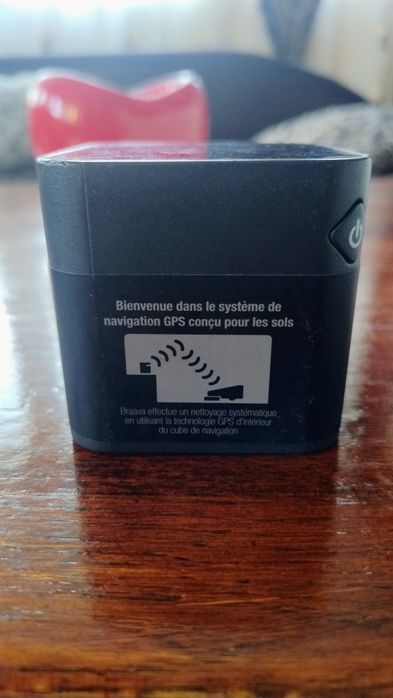 Bienvenue dans le système de
navigation GPS conçu pour les sols
Braava effectue un nettoyage systématique
en utilisant la technologie GPS d'intérieur
du cube de navigation